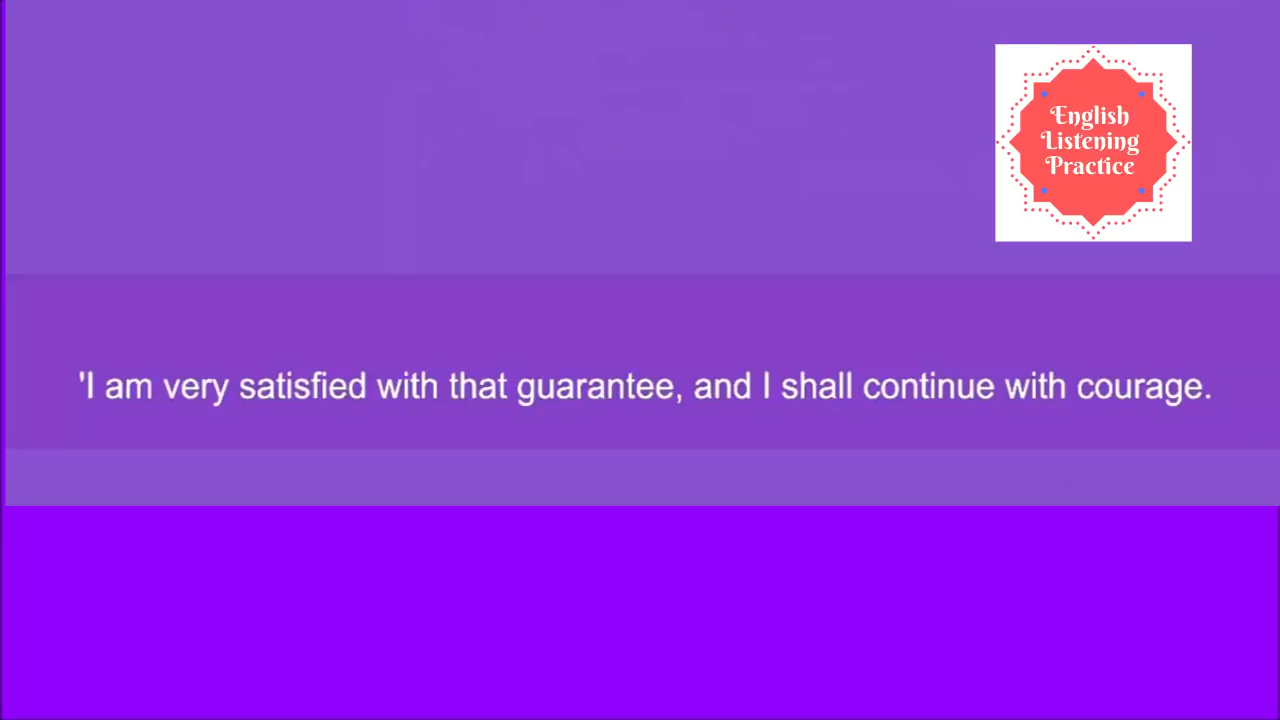 English
Listening
Practice
'I am very satisfied with that guarantee, and I shall continue with courage.